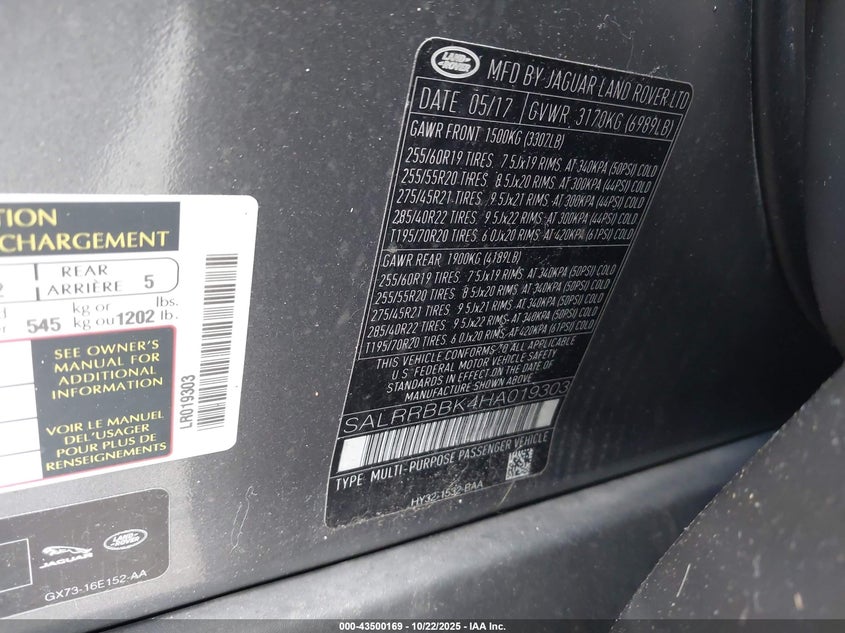 LAND ROVER
MFD BY JAGUAR LAND ROVER LTD
DATE 05/17 GVWR 3170KG (6989LB)
GAWR FRONT 1500KG (3307LB)
255/60R19 TIRES 7.5Jx19 RIMS AT 340KPA (50PSI) COLD
255/55R20 TIRES 8.5Jx20 RIMS AT 300KPA (44PSI) COLD
275/45R21 TIRES 9.5Jx21 RIMS AT 300KPA (44PSI) COLD
285/40R22 TIRES 9.5Jx22 RIMS AT 300KPA (44PSI) COLD
T195/70R20 TIRES 6.0Jx20 RIMS AT 420KPA (61PSI) COLD
GAWR REAR 1900KG (4189LB)
255/60R19 TIRES 7.5Jx19 RIMS AT 340KPA (50PSI) COLD
255/55R20 TIRES 8.5Jx20 RIMS AT 340KPA (50PSI) COLD
275/45R21 TIRES 9.5Jx21 RIMS AT 340KPA (50PSI) COLD
285/40R22 TIRES 9.5Jx22 RIMS AT 340KPA (50PSI) COLD
T195/70R20 TIRES 6.0Jx20 RIMS AT 420KPA (61PSI) COLD
THIS VEHICLE CONFORMS TO ALL APPLICABLE
U.S. FEDERAL MOTOR VEHICLE SAFETY
STANDARDS IN EFFECT ON THE DATE OF
MANUFACTURE SHOWN ABOVE
SALRRBBK4HA019303
TYPE: MULTI-PURPOSE PASSENGER VEHICLE
HY32-1532-BAA
TION
CHARGEMENT
2 REAR
ARRIÈRE 5
545 kg or
kg ou 1202 lbs.
lb.
SEE OWNER'S
MANUAL FOR
ADDITIONAL
INFORMATION
VOIR LE MANUEL
DE L'USAGER
POUR PLUS DE
RENSEIGNEMENTS
LR019303
JAGUAR
LAND ROVER
GX73-16E152-AA
000-43500169 - 10/22/2025 - IAA Inc.